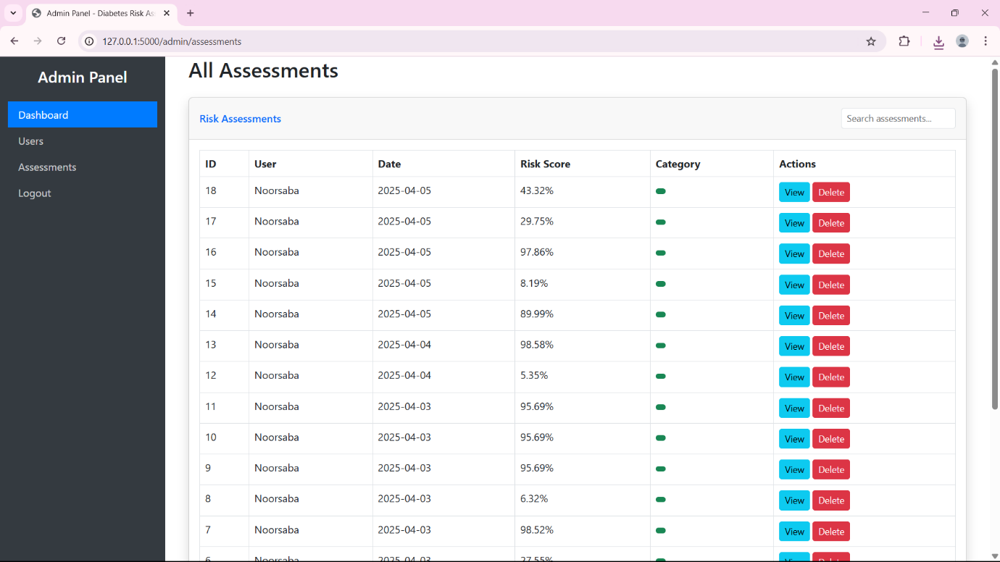 Admin Panel - Diabetes Risk As
127.0.0.1:5000/admin/assessments
Admin Panel
Dashboard
Users
Assessments
Logout
All Assessments
Risk Assessments
Search assessments...
ID User Date Risk Score Category Actions
18 Noorsaba 2025-04-05 43.32% View Delete
17 Noorsaba 2025-04-05 29.75% View Delete
16 Noorsaba 2025-04-05 97.86% View Delete
15 Noorsaba 2025-04-05 8.19% View Delete
14 Noorsaba 2025-04-05 89.99% View Delete
13 Noorsaba 2025-04-04 98.58% View Delete
12 Noorsaba 2025-04-04 5.35% View Delete
11 Noorsaba 2025-04-03 95.69% View Delete
10 Noorsaba 2025-04-03 95.69% View Delete
9 Noorsaba 2025-04-03 95.69% View Delete
8 Noorsaba 2025-04-03 6.32% View Delete
7 Noorsaba 2025-04-03 98.52% View Delete
6 Noorsaba 2025-04-03 27.55% View Delete